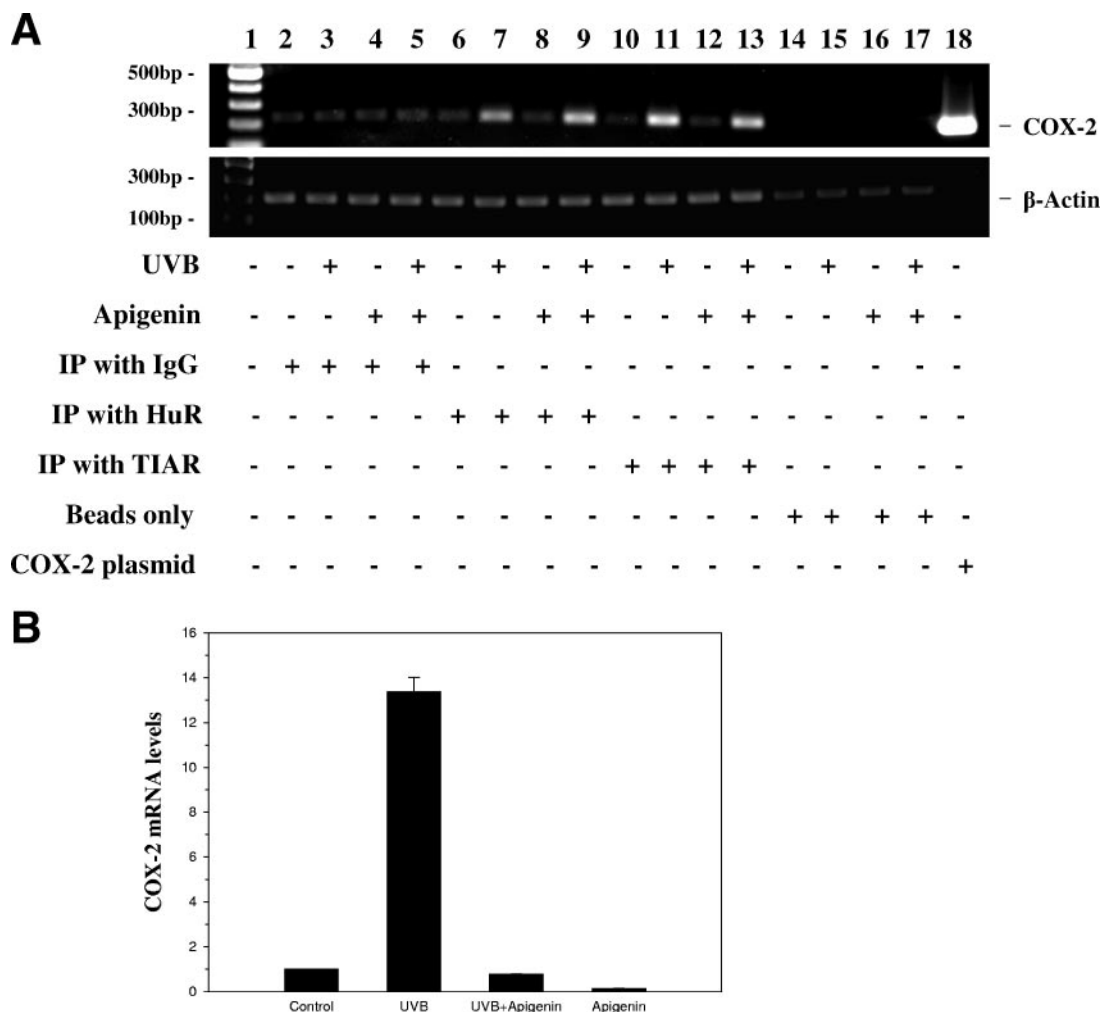 A
1 2 3 4 5 6 7 8 9 10 11 12 13 14 15 16 17 18
500bp -
300bp -
- COX-2
300bp -
- β-Actin
100bp -
UVB - - + - + - + - + - + - + - + - + -
Apigenin - - - + + - - + + - - + + - - + + -
IP with IgG - + + + + - - - - - - - - - - - - -
IP with HuR - - - - - + + + + - - - - - - - - -
IP with TIAR - - - - - - - - - + + + + - - - - -
Beads only - - - - - - - - - - - - - + + + + -
COX-2 plasmid - - - - - - - - - - - - - - - - - +
B
COX-2 mRNA levels
16
14
12
10
8
6
4
2
0
Control UVB UVB+Apigenin Apigenin